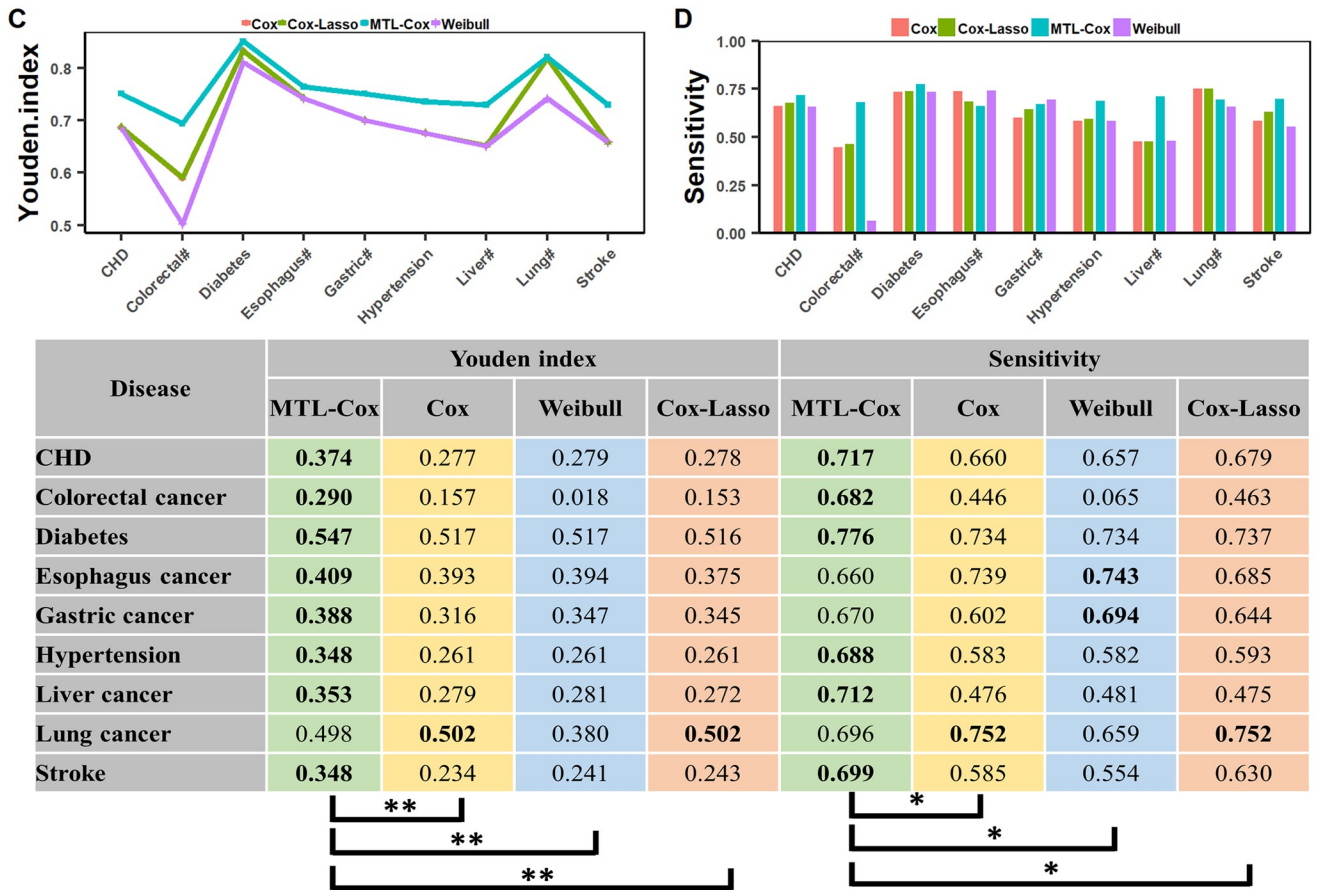 C
Cox Cox-Lasso MTL-Cox Weibull
Youden.index
0.8
0.7
0.6
0.5
CHD
Colorectal#
Diabetes
Esophagus#
Gastric#
Hypertension
Liver#
Lung#
Stroke
D
Cox Cox-Lasso MTL-Cox Weibull
Sensitivity
1.00
0.75
0.50
0.25
0.00
CHD
Colorectal#
Diabetes
Esophagus#
Gastric#
Hypertension
Liver#
Lung#
Stroke
Disease Youden index Sensitivity
MTL-Cox Cox Weibull Cox-Lasso MTL-Cox Cox Weibull Cox-Lasso
CHD 0.374 0.277 0.279 0.278 0.717 0.660 0.657 0.679
Colorectal cancer 0.290 0.157 0.018 0.153 0.682 0.446 0.065 0.463
Diabetes 0.547 0.517 0.517 0.516 0.776 0.734 0.734 0.737
Esophagus cancer 0.409 0.393 0.394 0.375 0.660 0.739 0.743 0.685
Gastric cancer 0.388 0.316 0.347 0.345 0.670 0.602 0.694 0.644
Hypertension 0.348 0.261 0.261 0.261 0.688 0.583 0.582 0.593
Liver cancer 0.353 0.279 0.281 0.272 0.712 0.476 0.481 0.475
Lung cancer 0.498 0.502 0.380 0.502 0.696 0.752 0.659 0.752
Stroke 0.348 0.234 0.241 0.243 0.699 0.585 0.554 0.630
** *
** *
** *